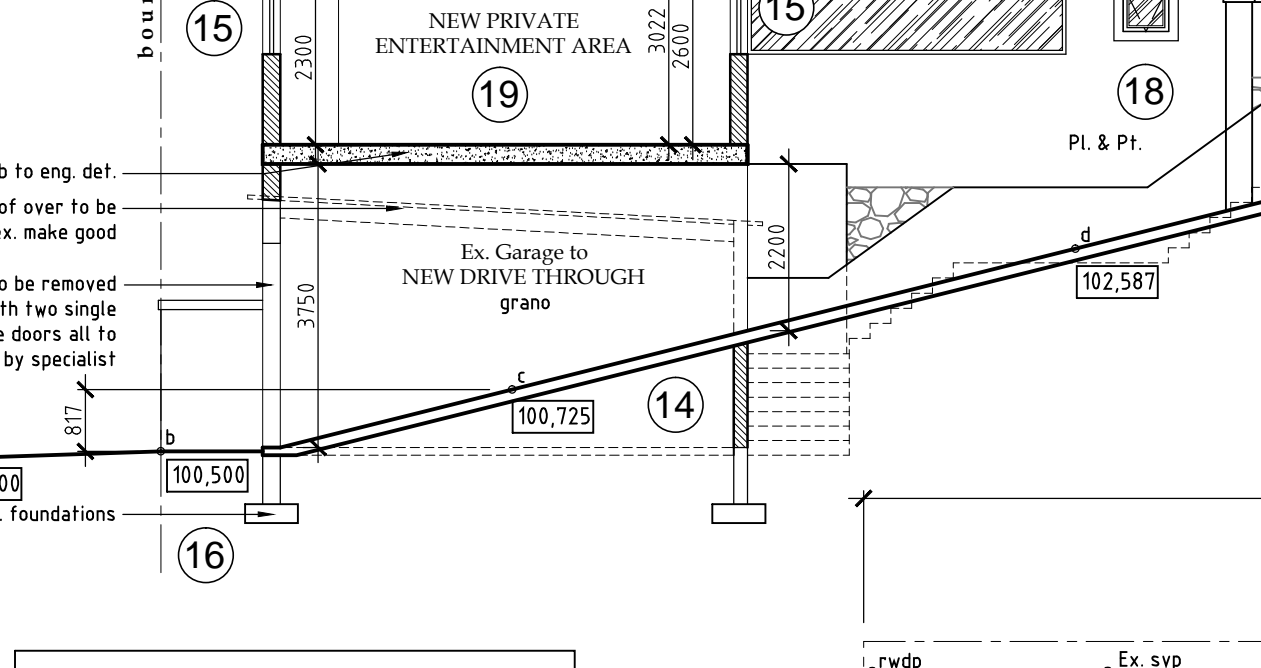 bour
15
2300
NEW PRIVATE
ENTERTAINMENT AREA
3022
2600
15
19
18
Pl. & Pt.
b to eng. det.
of over to be
ex. make good
2200
d
Ex. Garage to
NEW DRIVE THROUGH
grano
102,587
o be removed
th two single
e doors all to
by specialist
3750
817
c
100,725
14
b
100,500
00
. foundations
16
rwdp
Ex. svp